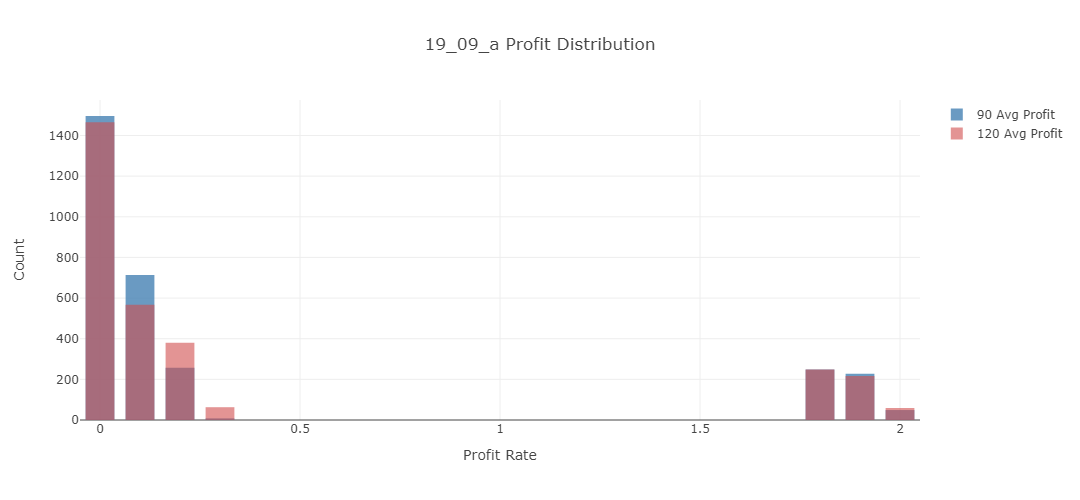 19_09_a Profit Distribution
90 Avg Profit
120 Avg Profit
1400
1200
1000
800
600
400
200
0
Count
0 0.5 1 1.5 2
Profit Rate